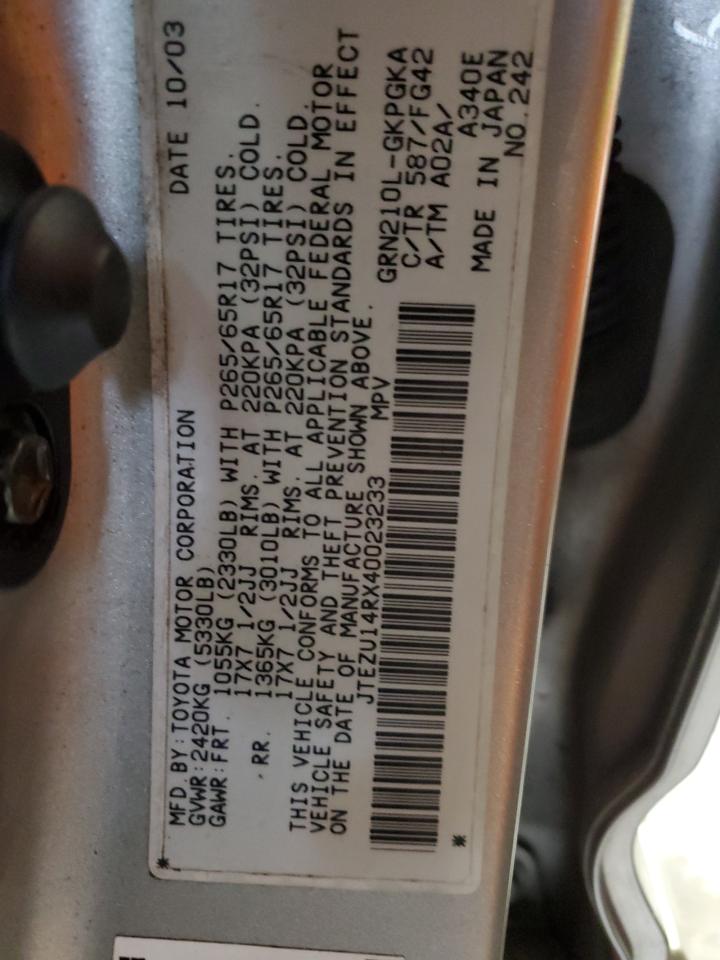 MFD. BY: TOYOTA MOTOR CORPORATION DATE 10/03
GVWR: 2420KG (5330LB)
GAWR: FRT. 1055KG (2330LB) WITH P265/65R17 TIRES.
17X7 1/2JJ RIMS. AT 220KPA (32PSI) COLD.
RR. 1365KG (3010LB) WITH P265/65R17 TIRES.
17X7 1/2JJ RIMS. AT 220KPA (32PSI) COLD.
THIS VEHICLE CONFORMS TO ALL APPLICABLE FEDERAL MOTOR
VEHICLE SAFETY AND THEFT PREVENTION STANDARDS IN EFFECT
ON THE DATE OF MANUFACTURE SHOWN ABOVE.
JTEZU14RX40023233 MPV
GRN210L-GKPGKA
C/TR 587/FG42
A/TM A02A/ A340E
MADE IN JAPAN
NO.242